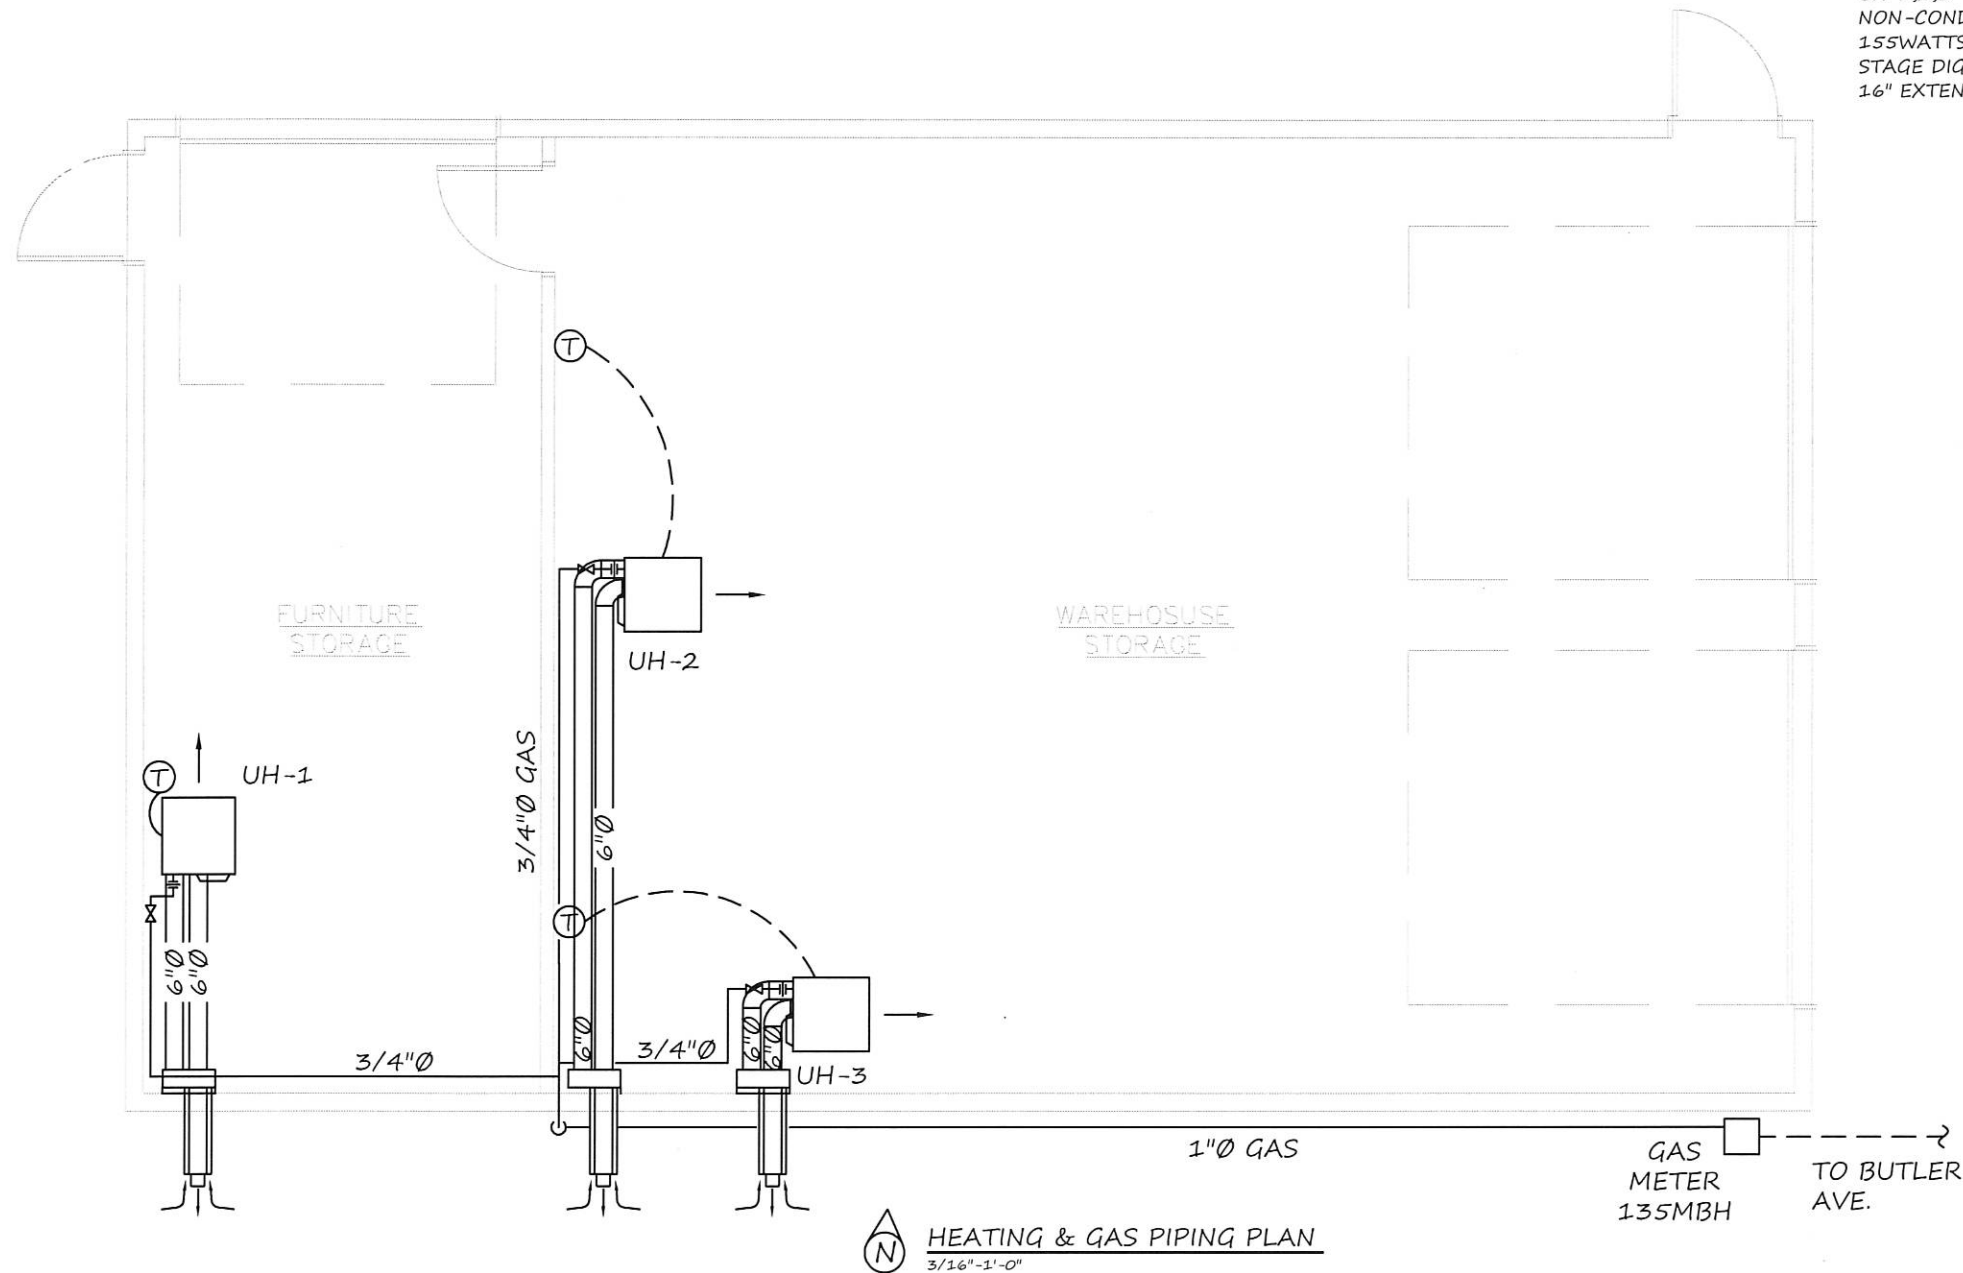 NON-COND
155WATTS
STAGE DIG
16" EXTEN
T
FURNITURE
STORAGE
WAREHOSUSE
STORAGE
UH-2
3/4"Ø GAS
6"Ø
T
UH-1
T
6"Ø
6"Ø
3/4"Ø
6"Ø
3/4"Ø
6"Ø
6"Ø
UH-3
1"Ø GAS
GAS
METER
135MBH
TO BUTLER
AVE.
N
HEATING & GAS PIPING PLAN
3/16"-1'-0"